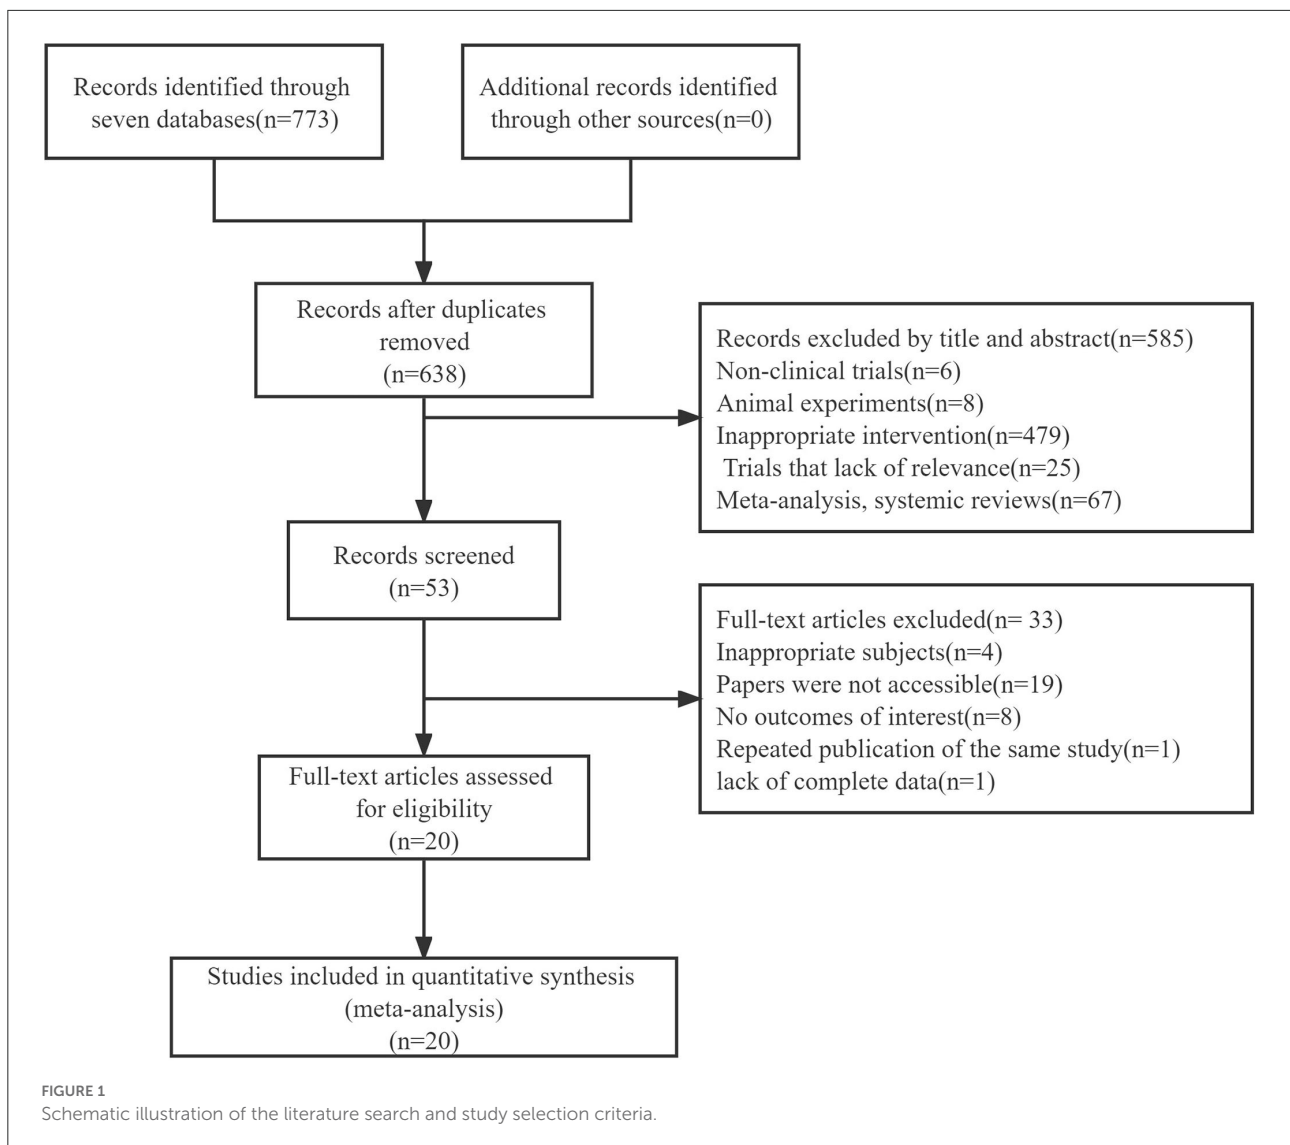 Records identified through
seven databases(n=773)
Additional records identified
through other sources(n=0)
Records after duplicates
removed
(n=638)
Records excluded by title and abstract(n=585)
Non-clinical trials(n=6)
Animal experiments(n=8)
Inappropriate intervention(n=479)
Trials that lack of relevance(n=25)
Meta-analysis, systemic reviews(n=67)
Records screened
(n=53)
Full-text articles excluded(n= 33)
Inappropriate subjects(n=4)
Papers were not accessible(n=19)
No outcomes of interest(n=8)
Repeated publication of the same study(n=1)
lack of complete data(n=1)
Full-text articles assessed
for eligibility
(n=20)
Studies included in quantitative synthesis
(meta-analysis)
(n=20)
FIGURE 1
Schematic illustration of the literature search and study selection criteria.